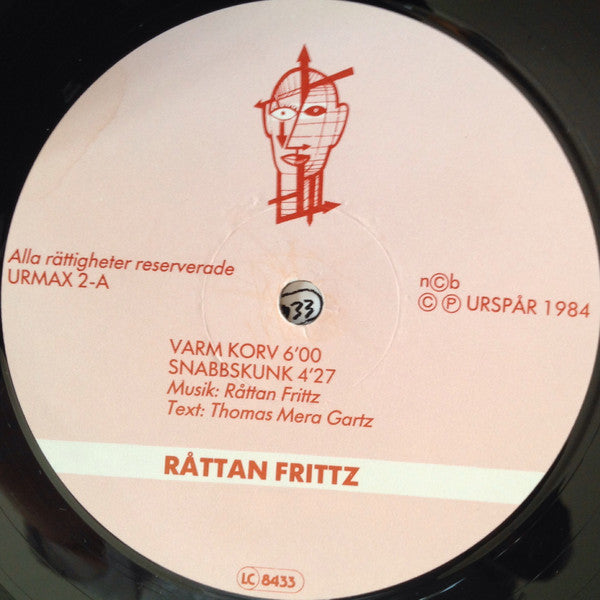 Alla rättigheter reserverade
URMAX 2-A
n©b
© ℗ URSPÅR 1984
33
VARM KORV 6'00
SNABBSKUNK 4'27
Musik: Råttan Frittz
Text: Thomas Mera Gartz
RÅTTAN FRITTZ
LC 8433